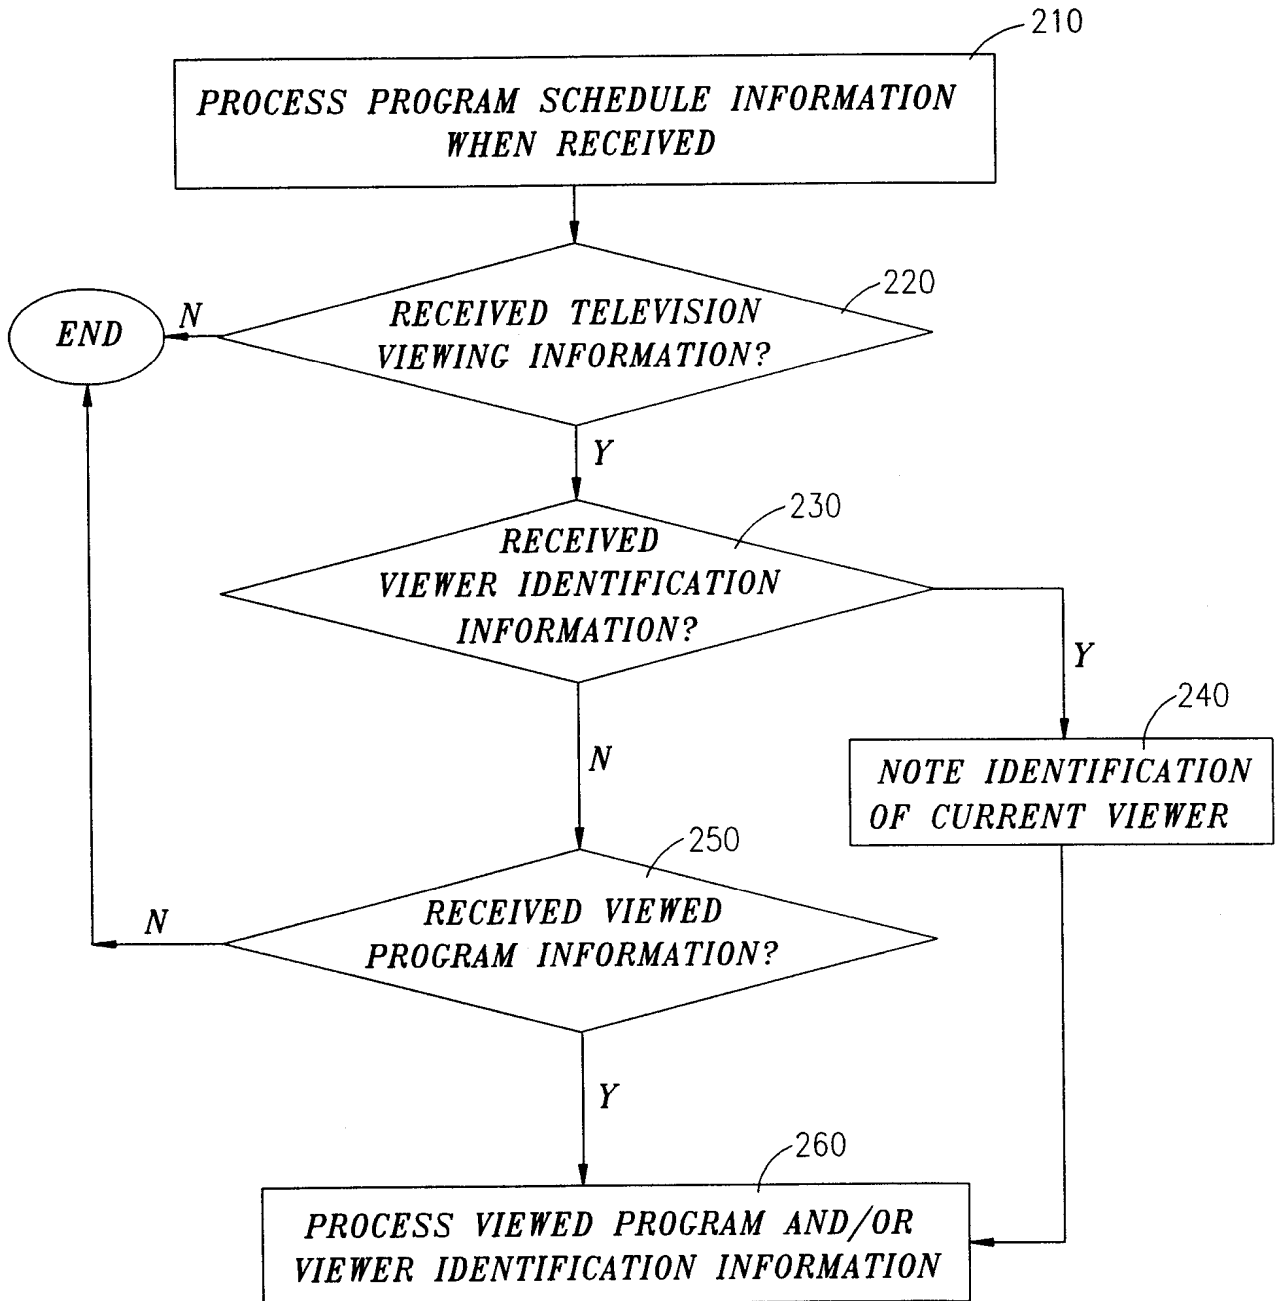 210
PROCESS PROGRAM SCHEDULE INFORMATION
WHEN RECEIVED
220
RECEIVED TELEVISION
VIEWING INFORMATION?
N
END
Y
230
RECEIVED
VIEWER IDENTIFICATION
INFORMATION?
Y
N
240
NOTE IDENTIFICATION
OF CURRENT VIEWER
250
RECEIVED VIEWED
PROGRAM INFORMATION?
N
Y
260
PROCESS VIEWED PROGRAM AND/OR
VIEWER IDENTIFICATION INFORMATION